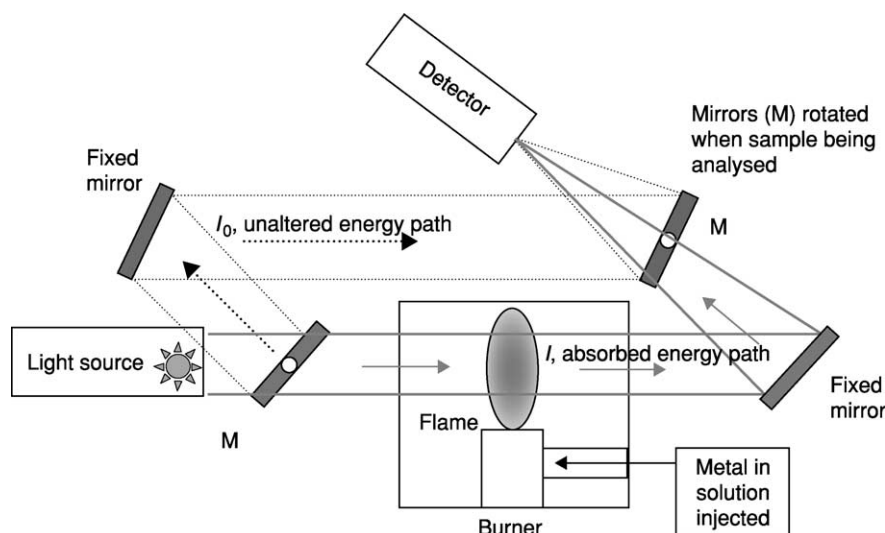 Detector
Mirrors (M) rotated
when sample being
analysed
Fixed
mirror
M
I0, unaltered energy path
Light source
I, absorbed energy path
Fixed
mirror
M
Flame
Metal in
solution
injected
Burner